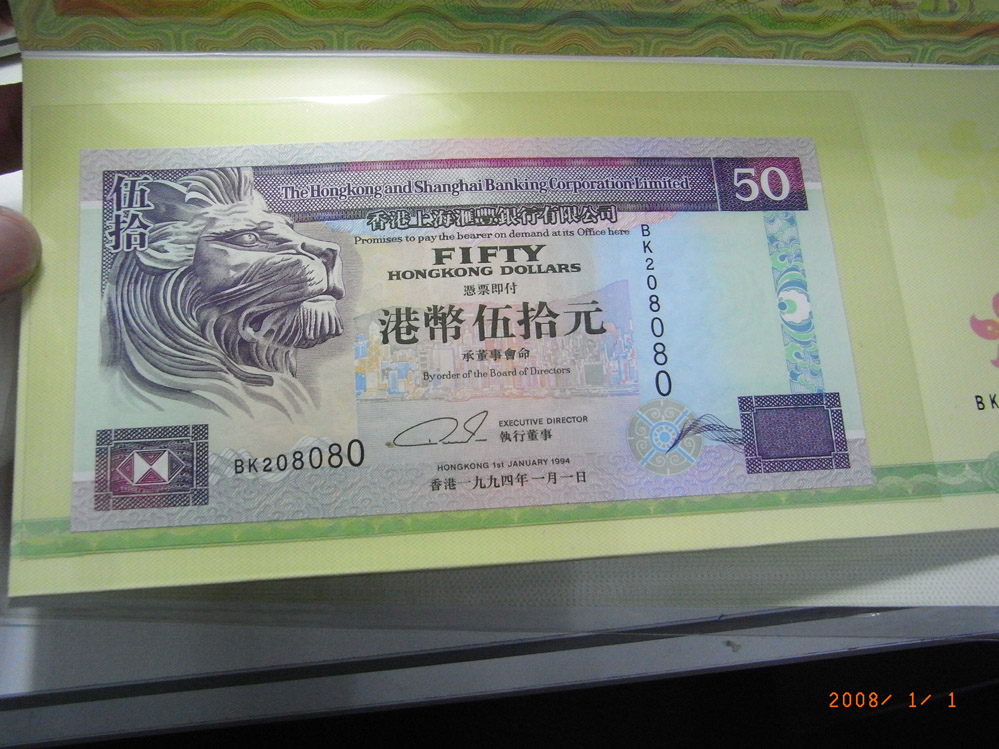 伍拾
The Hongkong and Shanghai Banking Corporation Limited
50
香港上海滙豐銀行有限公司
Promises to pay the bearer on demand at its Office here
FIFTY
HONGKONG DOLLARS
憑票即付
港幣伍拾元
承董事會命
By order of the Board of Directors
BK208080
EXECUTIVE DIRECTOR
執行董事
BK208080
HONGKONG 1st JANUARY 1994
香港一九九四年一月一日
BK
2008/ 1/ 1